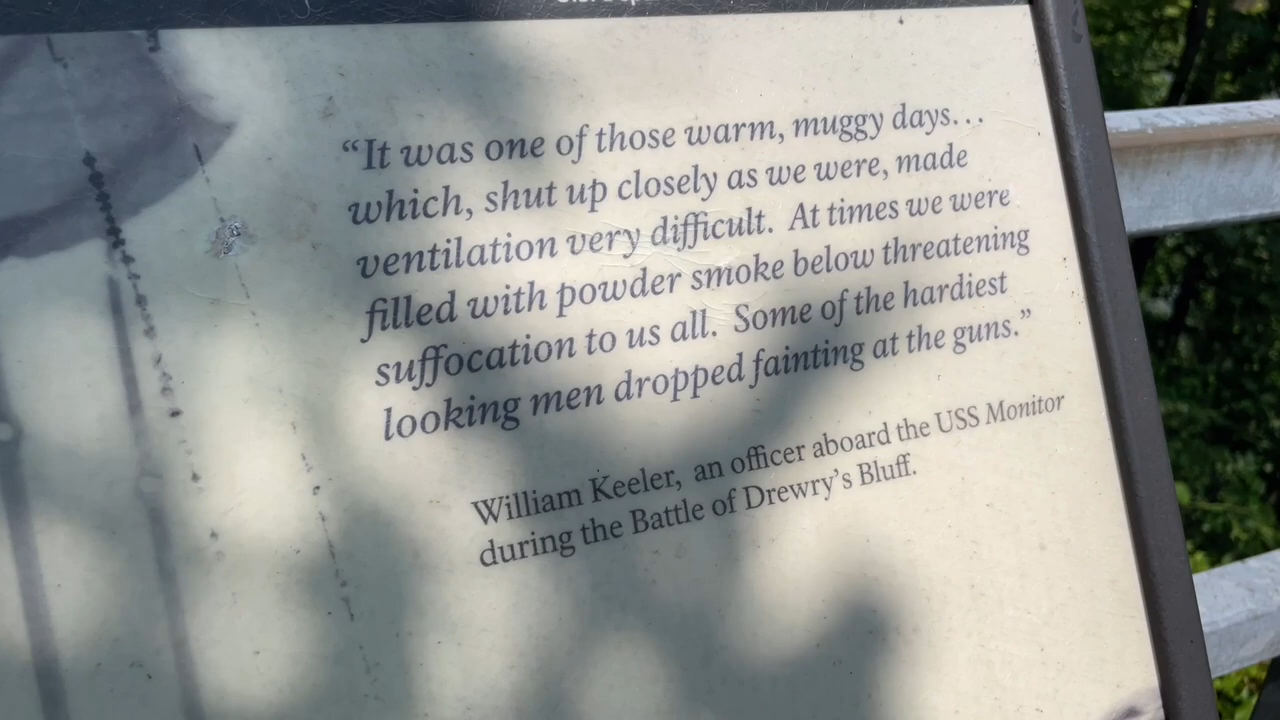 “It was one of those warm, muggy days…
which, shut up closely as we were, made
ventilation very difficult. At times we were
filled with powder smoke below threatening
suffocation to us all. Some of the hardiest
looking men dropped fainting at the guns.”
William Keeler, an officer aboard the USS Monitor
during the Battle of Drewry’s Bluff.